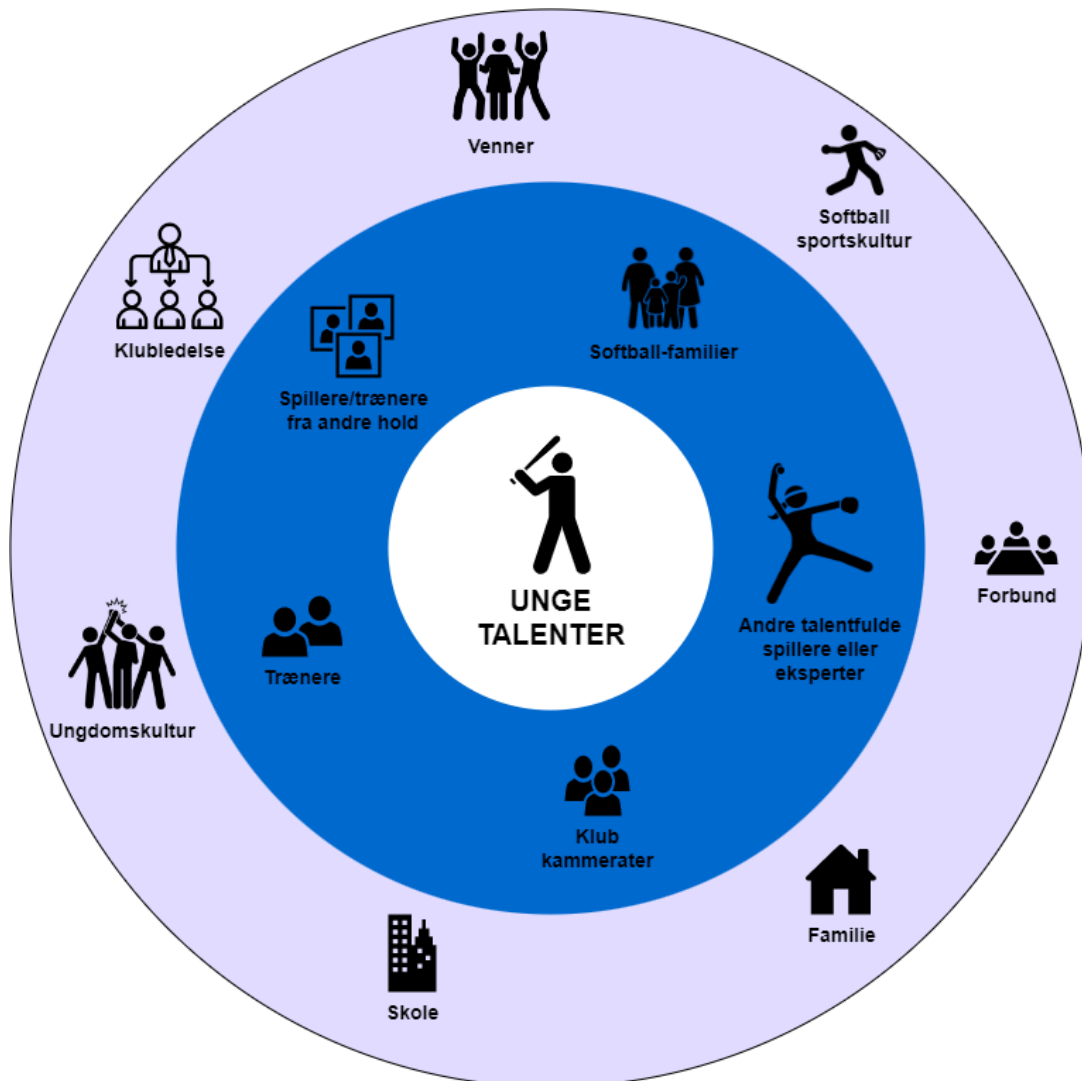 Venner
Softball
sportskultur
Klubledelse
Softball-familier
Spillere/trænere
fra andre hold
UNGE
TALENTER
Forbund
Andre talentfulde
spillere eller
eksperter
Trænere
Ungdomskultur
Klub
kammerater
Familie
Skole